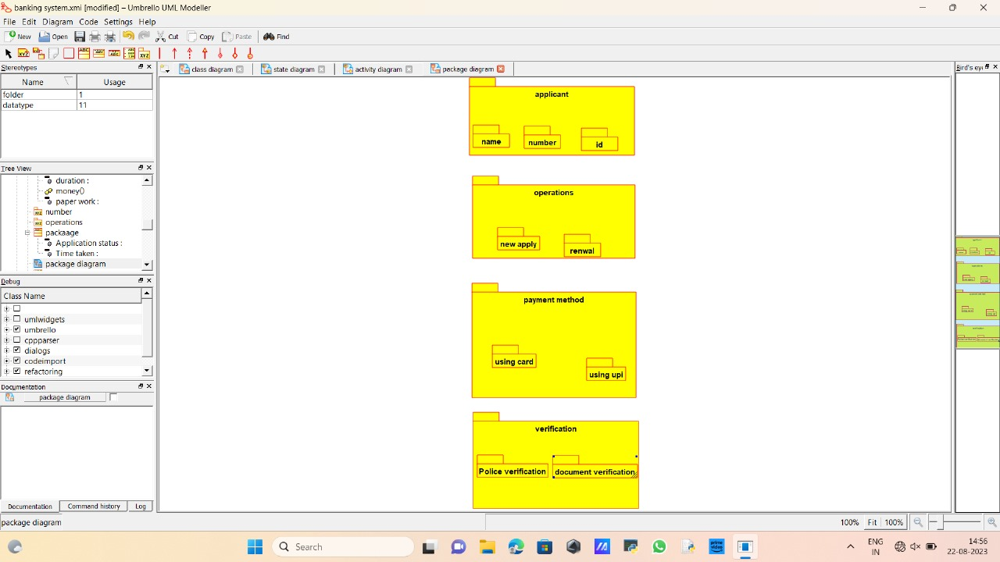 banking system.xmi [modified] – Umbrello UML Modeller
File Edit Diagram Code Settings Help
New Open Cut Copy Paste Find
Stereotypes
Name Usage
folder 1
datatype 11
Tree View
duration :
money()
paper work :
number
operations
packaage
Application status :
Time taken :
package diagram
Debug
Class Name
umlwidgets
umbrello
cppparser
dialogs
codeimport
refactoring
Documentation
package diagram
Documentation Command history Log
class diagram state diagram activity diagram package diagram
applicant
name number id
operations
new apply renwal
payment method
using card using upi
verification
Police verification document verification
Bird's ey
package diagram 100% Fit 100%
Search
ENG
IN
14:56
22-08-2023